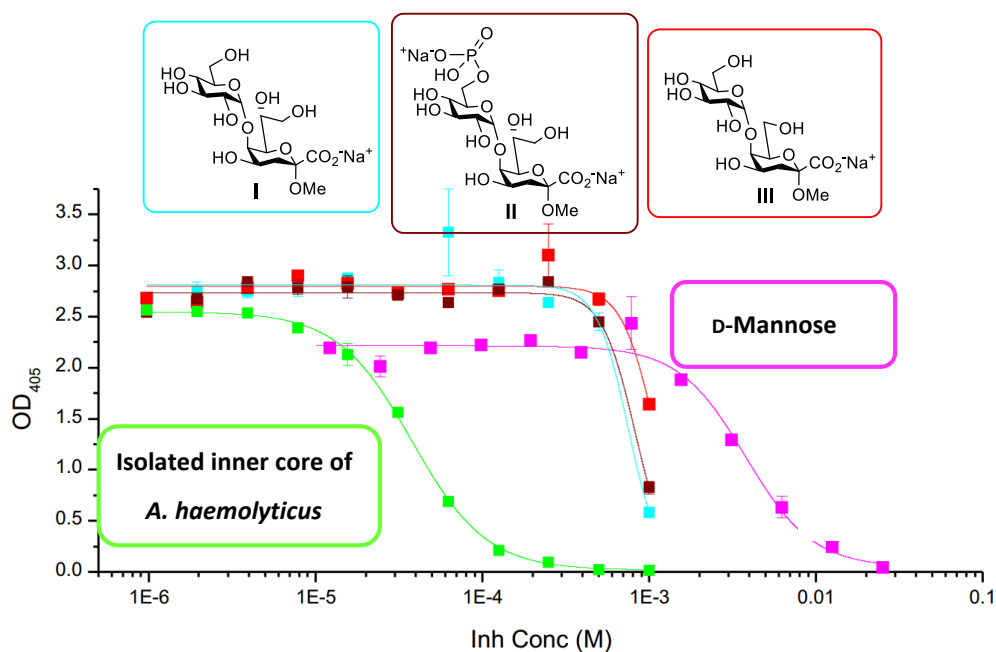 ⁺Na⁻O
O
P
HO
O
OH
HO
HO
O
HO
OH
OH
O
O
HO
CO₂⁻Na⁺
OMe
I
HO
HO
O
HO
OH
OH
O
O
HO
CO₂⁻Na⁺
OMe
II
OH
HO
HO
O
HO
OH
O
O
HO
CO₂⁻Na⁺
OMe
III
D-Mannose
Isolated inner core of
A. haemolyticus
OD₄₀₅
3.5
3.0
2.5
2.0
1.5
1.0
0.5
0.0
1E-6
1E-5
1E-4
1E-3
0.01
0.1
Inh Conc (M)